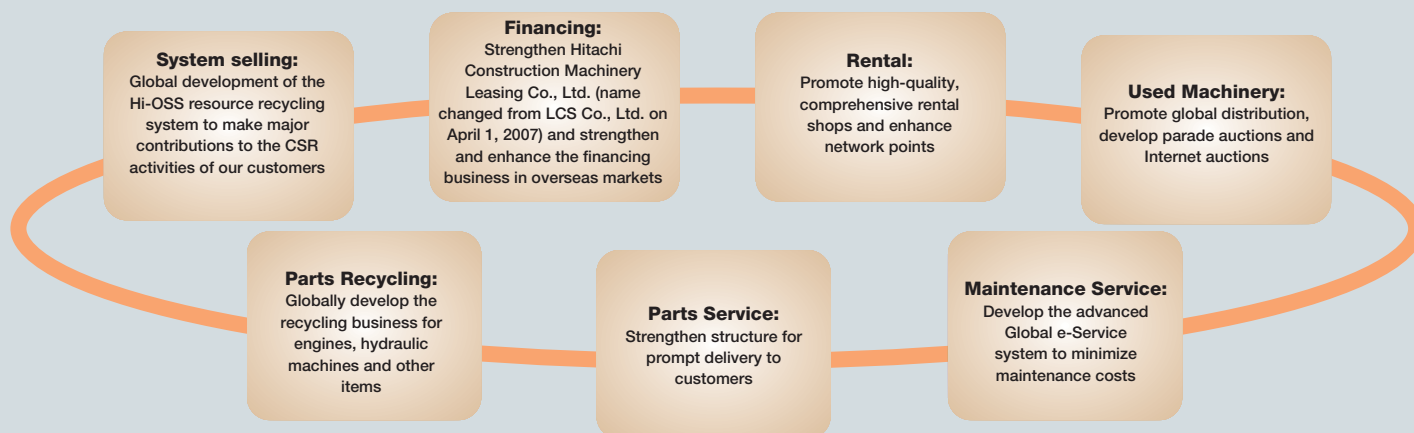 System selling:
Global development of the
Hi-OSS resource recycling
system to make major
contributions to the CSR
activities of our customers
Financing:
Strengthen Hitachi
Construction Machinery
Leasing Co., Ltd. (name
changed from LCS Co., Ltd. on
April 1, 2007) and strengthen
and enhance the financing
business in overseas markets
Rental:
Promote high-quality,
comprehensive rental
shops and enhance
network points
Used Machinery:
Promote global distribution,
develop parade auctions and
Internet auctions
Parts Recycling:
Globally develop the
recycling business for
engines, hydraulic
machines and other
items
Parts Service:
Strengthen structure for
prompt delivery to
customers
Maintenance Service:
Develop the advanced
Global e-Service
system to minimize
maintenance costs